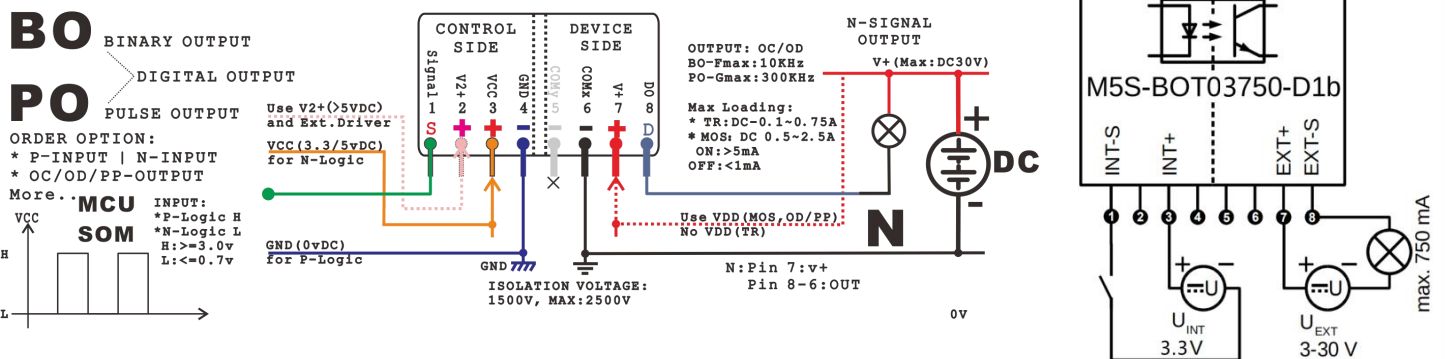 BO BINARY OUTPUT
DIGITAL OUTPUT
PO PULSE OUTPUT
ORDER OPTION:
* P-INPUT | N-INPUT
* OC/OD/PP-OUTPUT
More..
MCU
SOM
INPUT:
*P-Logic H
*N-Logic L
H:>=3.0v
L:<=0.7v
VCC
H
L
Use V2+(>5VDC)
and Ext.Driver
VCC(3.3/5vDC)
for N-Logic
GND(0vDC)
for P-Logic
CONTROL
SIDE
DEVICE
SIDE
Signal 1
V2++ 2
VCC 3
GND 4
COMx 5
COMx 6
V+ 7
DO 8
S + + - - - + D
×
GND
ISOLATION VOLTAGE:
1500V, MAX:2500V
N-SIGNAL
OUTPUT
OUTPUT: OC/OD
BO-Fmax:10KHz
PO-Gmax:300KHz
V+(Max:DC30V)
Max Loading:
* TR:DC-0.1~0.75A
* MOS: DC 0.5~2.5A
ON:>5mA
OFF:<1mA
+
DC
-
Use VDD(MOS,OD/PP)
No VDD(TR)
N
N:Pin 7:v+
Pin 8-6:OUT
0V
M5S-BOT03750-D1b
INT-S
INT+
EXT+
EXT-S
1 2 3 4 5 6 7 8
+ -
U
+ -
U
UINT
3.3V
UEXT
3-30 V
max. 750 mA